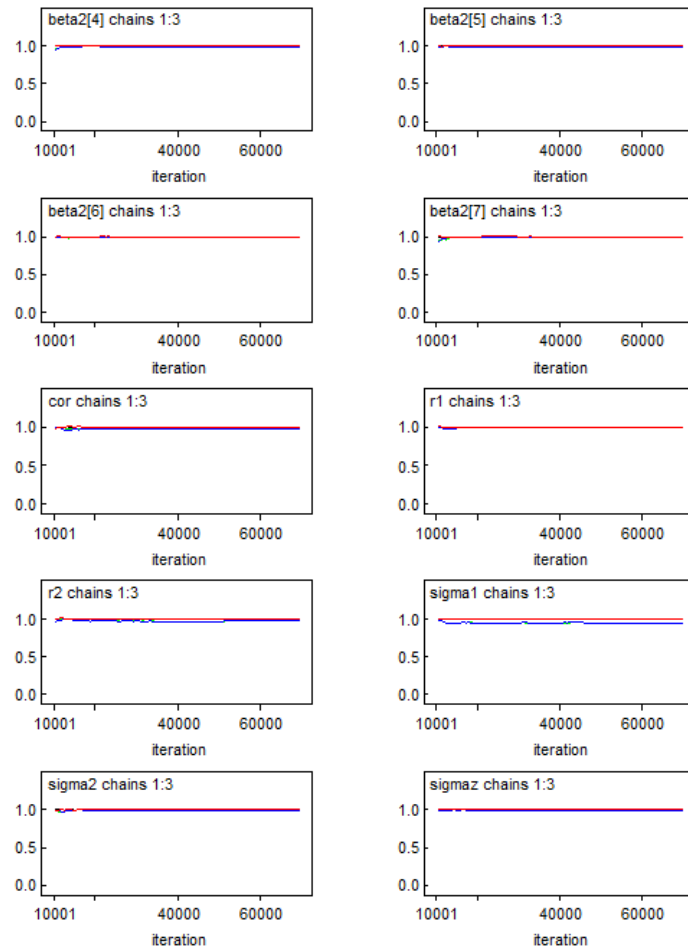 beta2[4] chains 1:3
1.0
0.5
0.0
10001 40000 60000
iteration
beta2[5] chains 1:3
1.0
0.5
0.0
10001 40000 60000
iteration
beta2[6] chains 1:3
1.0
0.5
0.0
10001 40000 60000
iteration
beta2[7] chains 1:3
1.0
0.5
0.0
10001 40000 60000
iteration
cor chains 1:3
1.0
0.5
0.0
10001 40000 60000
iteration
r1 chains 1:3
1.0
0.5
0.0
10001 40000 60000
iteration
r2 chains 1:3
1.0
0.5
0.0
10001 40000 60000
iteration
sigma1 chains 1:3
1.0
0.5
0.0
10001 40000 60000
iteration
sigma2 chains 1:3
1.0
0.5
0.0
10001 40000 60000
iteration
sigmaz chains 1:3
1.0
0.5
0.0
10001 40000 60000
iteration